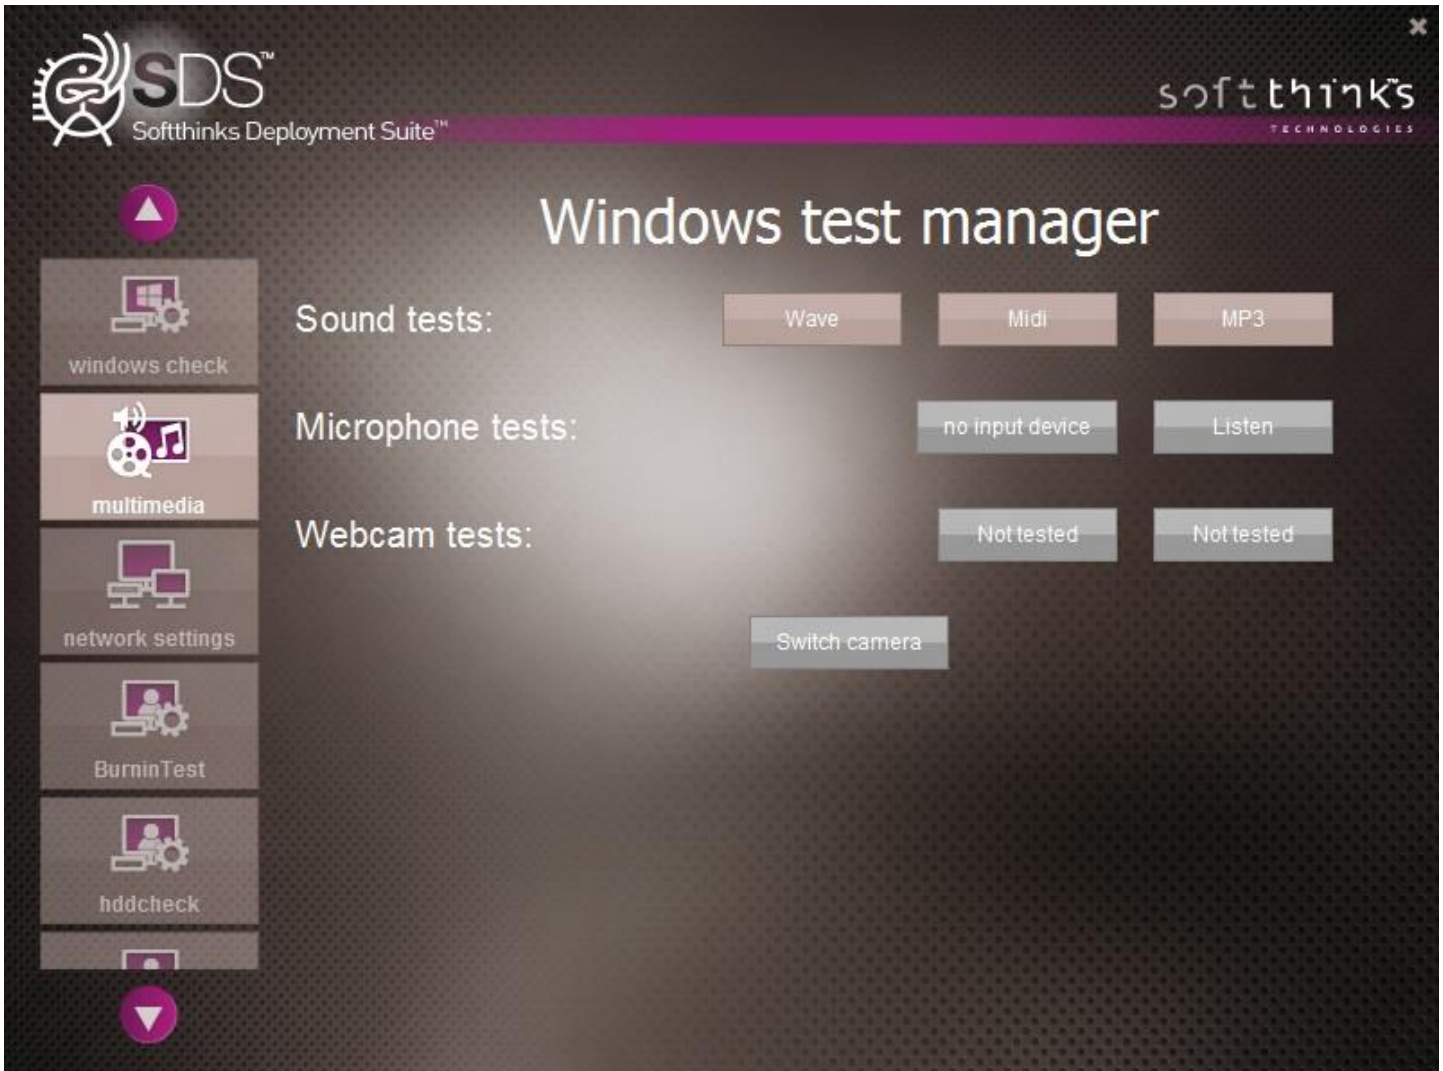 SDS™
Softthinks Deployment Suite™
softthinks™
TECHNOLOGIES
Windows test manager
windows check
multimedia
network settings
BurninTest
hddcheck
Sound tests:
Wave
Midi
MP3
Microphone tests:
no input device
Listen
Webcam tests:
Not tested
Not tested
Switch camera